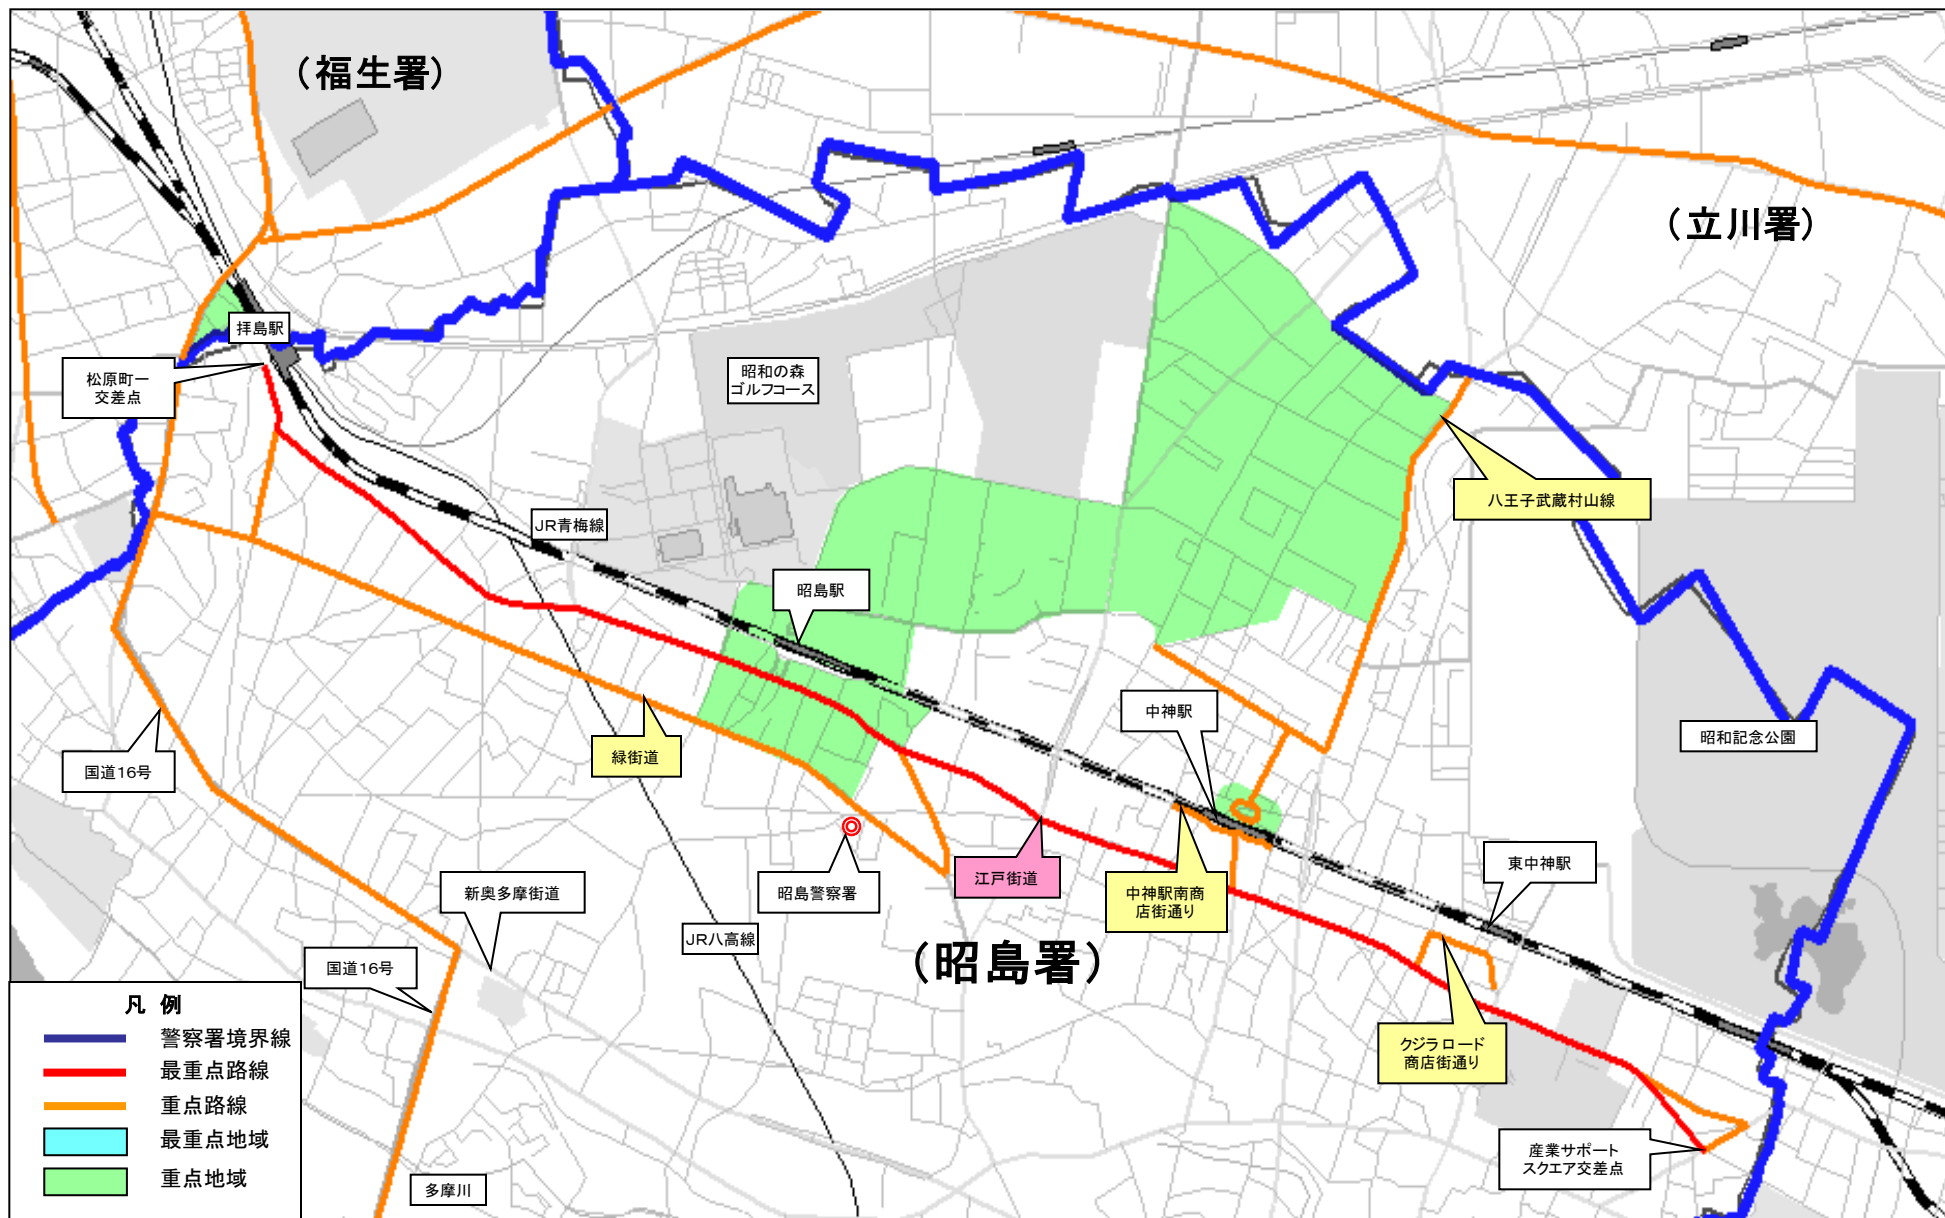 （福生署）
（立川署）
拝島駅
松原町一
交差点
昭和の森
ゴルフコース
八王子武蔵村山線
JR青梅線
昭島駅
中神駅
昭和記念公園
緑街道
国道16号
東中神駅
新奥多摩街道
昭島警察署
江戸街道
中神駅南商
店街通り
JR八高線
（昭島署）
国道16号
クジラロード
商店街通り
産業サポート
スクエア交差点
多摩川
凡 例
警察署境界線
最重点路線
重点路線
最重点地域
重点地域